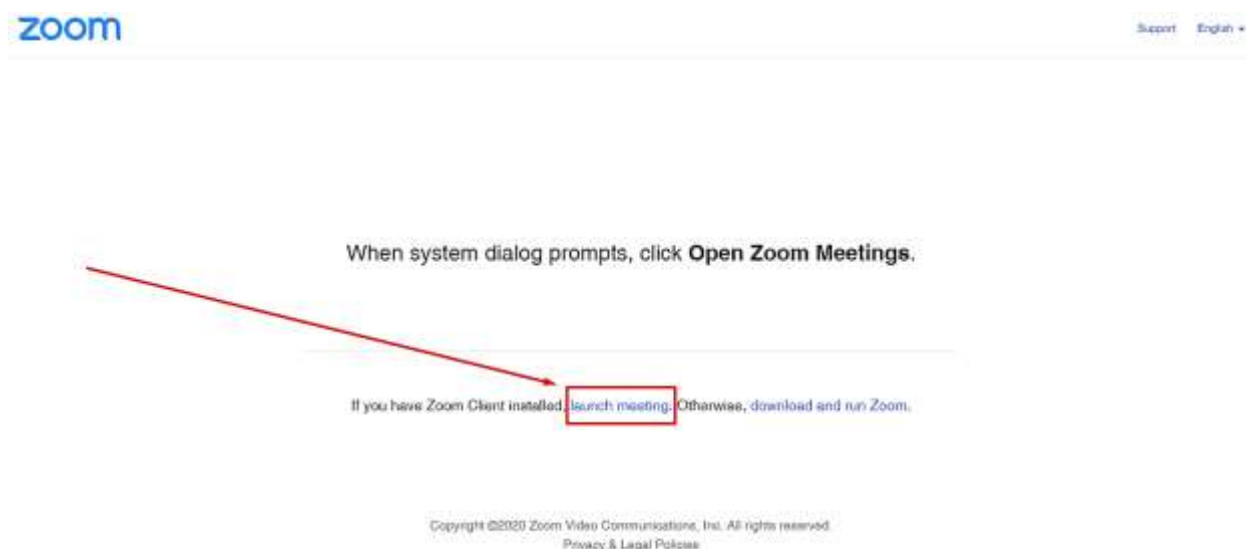 zoom
Support English
When system dialog prompts, click Open Zoom Meetings.
If you have Zoom Client installed, launch meeting. Otherwise, download and run Zoom.
Copyright ©2020 Zoom Video Communications, Inc. All rights reserved.
Privacy & Legal Policies